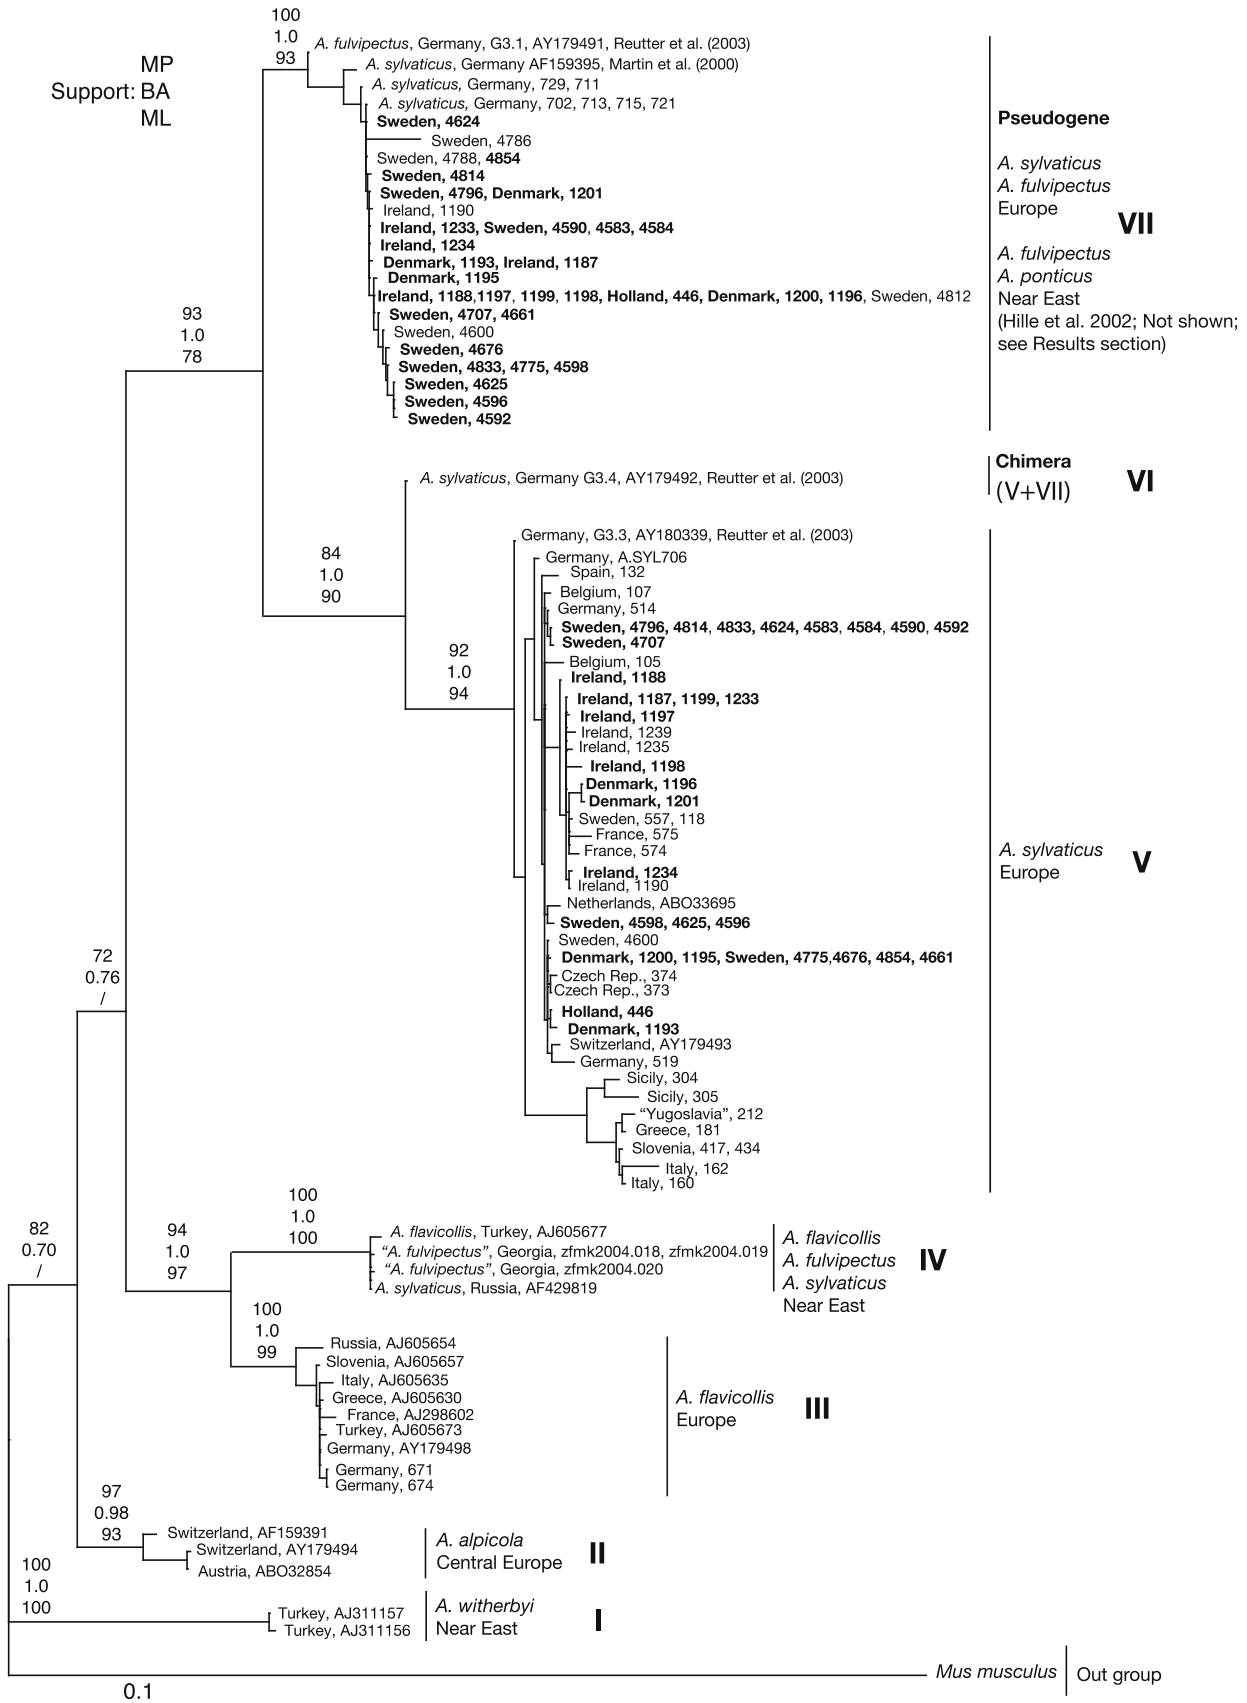 MP
Support: BA
ML
100
1.0
93
A. fulvipectus, Germany, G3.1, AY179491, Reutter et al. (2003)
A. sylvaticus, Germany AF159395, Martin et al. (2000)
A. sylvaticus, Germany, 729, 711
A. sylvaticus, Germany, 702, 713, 715, 721
Sweden, 4624
Sweden, 4786
Sweden, 4788, 4854
Sweden, 4814
Sweden, 4796, Denmark, 1201
Ireland, 1190
Ireland, 1233, Sweden, 4590, 4583, 4584
Ireland, 1234
Denmark, 1193, Ireland, 1187
Denmark, 1195
Ireland, 1188,1197, 1199, 1198, Holland, 446, Denmark, 1200, 1196, Sweden, 4812
Sweden, 4707, 4661
Sweden, 4600
Sweden, 4676
Sweden, 4833, 4775, 4598
Sweden, 4625
Sweden, 4596
Sweden, 4592
Pseudogene
A. sylvaticus
A. fulvipectus
Europe
VII
A. fulvipectus
A. ponticus
Near East
(Hille et al. 2002; Not shown;
see Results section)
93
1.0
78
A. sylvaticus, Germany G3.4, AY179492, Reutter et al. (2003)
Chimera
(V+VII)
VI
84
1.0
90
Germany, G3.3, AY180339, Reutter et al. (2003)
Germany, A.SYL706
Spain, 132
Belgium, 107
Germany, 514
Sweden, 4796, 4814, 4833, 4624, 4583, 4584, 4590, 4592
Sweden, 4707
Belgium, 105
Ireland, 1188
Ireland, 1187, 1199, 1233
Ireland, 1197
Ireland, 1239
Ireland, 1235
Ireland, 1198
Denmark, 1196
Denmark, 1201
Sweden, 557, 118
France, 575
France, 574
Ireland, 1234
Ireland, 1190
Netherlands, ABO33695
Sweden, 4598, 4625, 4596
Sweden, 4600
Denmark, 1200, 1195, Sweden, 4775,4676, 4854, 4661
Czech Rep., 374
Czech Rep., 373
Holland, 446
Denmark, 1193
Switzerland, AY179493
Germany, 519
Sicily, 304
Sicily, 305
“Yugoslavia”, 212
Greece, 181
Slovenia, 417, 434
Italy, 162
Italy, 160
92
1.0
94
A. sylvaticus
Europe
V
72
0.76
/
94
1.0
97
100
1.0
100
A. flavicollis, Turkey, AJ605677
“A. fulvipectus”, Georgia, zfmk2004.018, zfmk2004.019
“A. fulvipectus”, Georgia, zfmk2004.020
A. sylvaticus, Russia, AF429819
A. flavicollis
A. fulvipectus
A. sylvaticus
Near East
IV
82
0.70
/
100
1.0
99
Russia, AJ605654
Slovenia, AJ605657
Italy, AJ605635
Greece, AJ605630
France, AJ298602
Turkey, AJ605673
Germany, AY179498
Germany, 671
Germany, 674
A. flavicollis
Europe
III
97
0.98
93
Switzerland, AF159391
Switzerland, AY179494
Austria, ABO32854
A. alpicola
Central Europe
II
100
1.0
100
Turkey, AJ311157
Turkey, AJ311156
A. witherbyi
Near East
I
Mus musculus
Out group
0.1